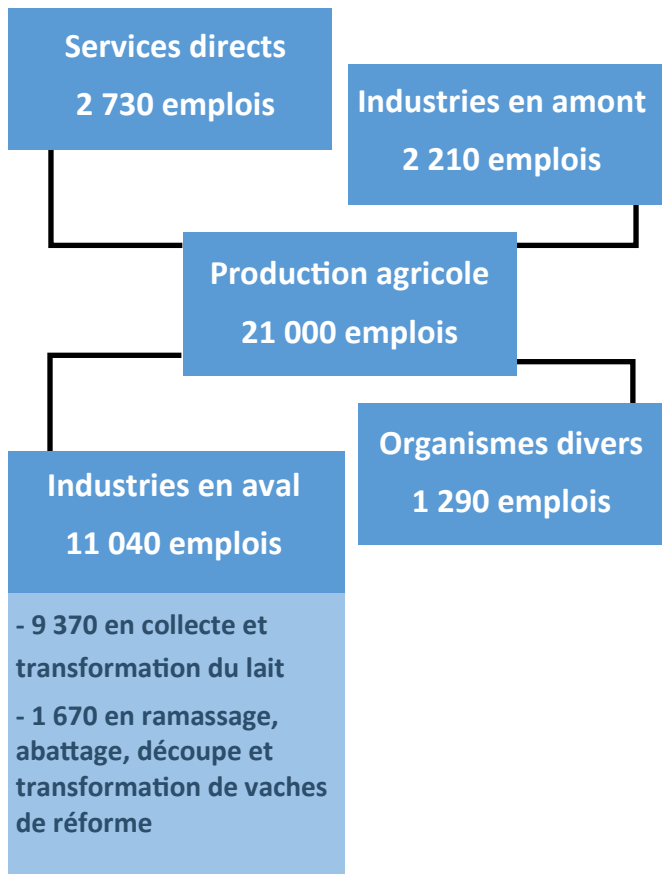 Services directs
2 730 emplois
Industries en amont
2 210 emplois
Production agricole
21 000 emplois
Organismes divers
1 290 emplois
Industries en aval
11 040 emplois
- 9 370 en collecte et
transformation du lait
- 1 670 en ramassage,
abattage, découpe et
transformation de vaches
de réforme